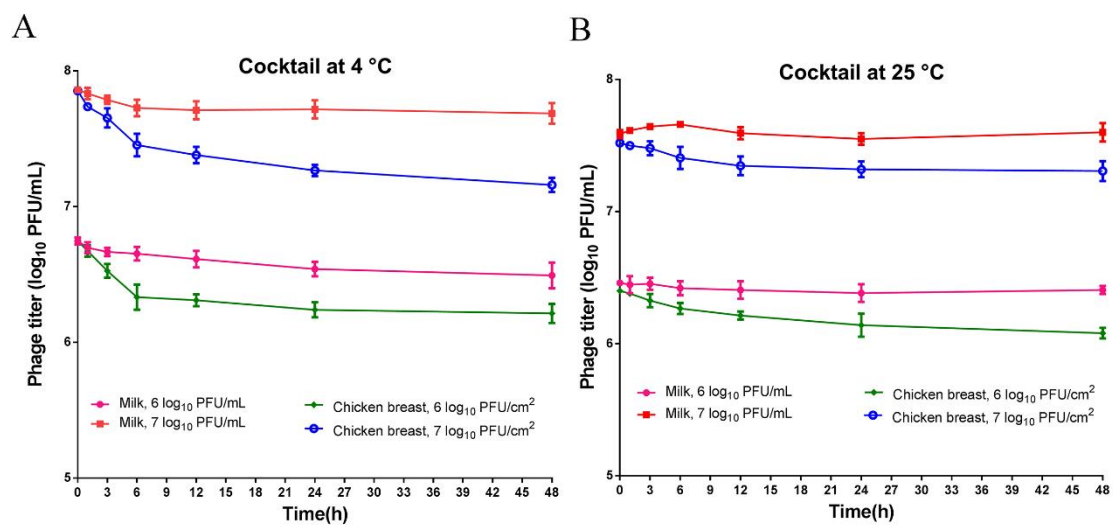 A
Cocktail at 4 °C
Phage titer (log10 PFU/mL)
8
7
6
5
Milk, 6 log10 PFU/mL
Milk, 7 log10 PFU/mL
Chicken breast, 6 log10 PFU/cm2
Chicken breast, 7 log10 PFU/cm2
0 3 6 9 12 15 18 21 24 27 30 33 36 39 42 45 48
Time(h)
B
Cocktail at 25 °C
Phage titer (log10 PFU/mL)
8
7
6
5
Milk, 6 log10 PFU/mL
Milk, 7 log10 PFU/mL
Chicken breast, 6 log10 PFU/cm2
Chicken breast, 7 log10 PFU/cm2
0 3 6 9 12 15 18 21 24 27 30 33 36 39 42 45 48
Time(h)